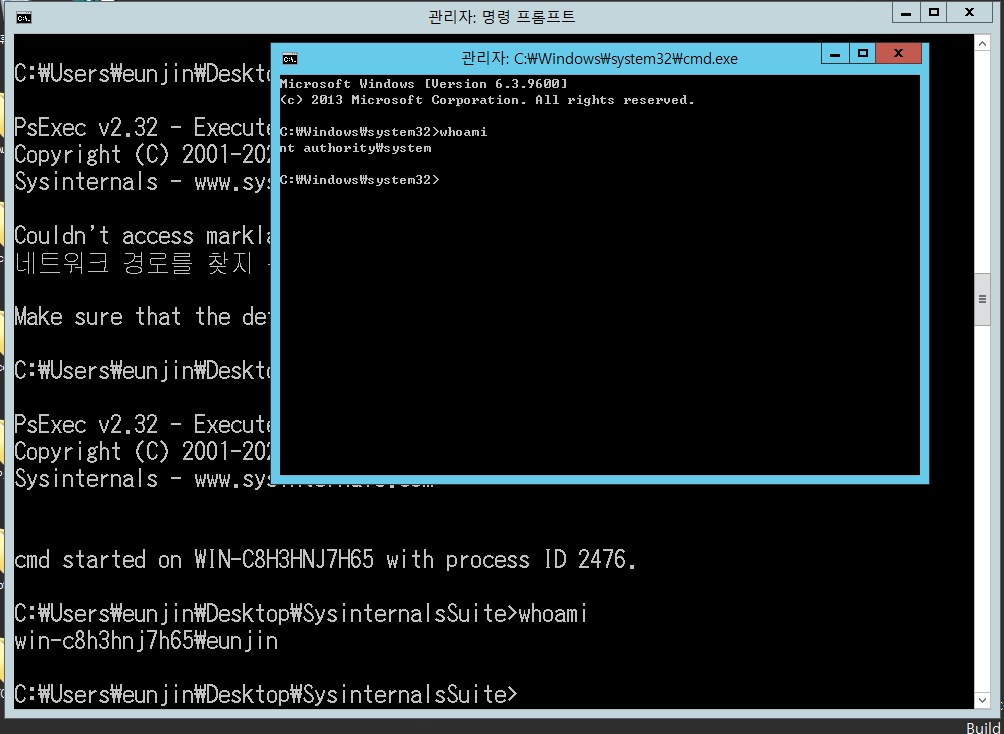 관리자: 명령 프롬프트
C:\Users\eunjin\Deskto
PsExec v2.32 - Execute
Copyright (C) 2001-202
Sysinternals - www.sys
Couldn't access markla
네트워크 경로를 찾지
Make sure that the de
C:\Users\eunjin\Deskto
PsExec v2.32 - Execute
Copyright (C) 2001-202
Sysinternals - www.sysinternals.com
cmd started on WIN-C8H3HNJ7H65 with process ID 2476.
C:₩Users₩eunjin₩Desktop₩SysinternalsSuite>whoami
win-c8h3hnj7h65₩eunjin
C:₩Users₩eunjin₩Desktop₩SysinternalsSuite>
관리자: C:₩Windows₩system32₩cmd.exe
Microsoft Windows [Version 6.3.9600]
(c) 2013 Microsoft Corporation. All rights reserved.
C:₩Windows₩system32>whoami
nt authority₩system
C:₩Windows₩system32>
Build